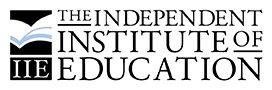 THE INDEPENDENT
INSTITUTE OF
IIE EDUCATION